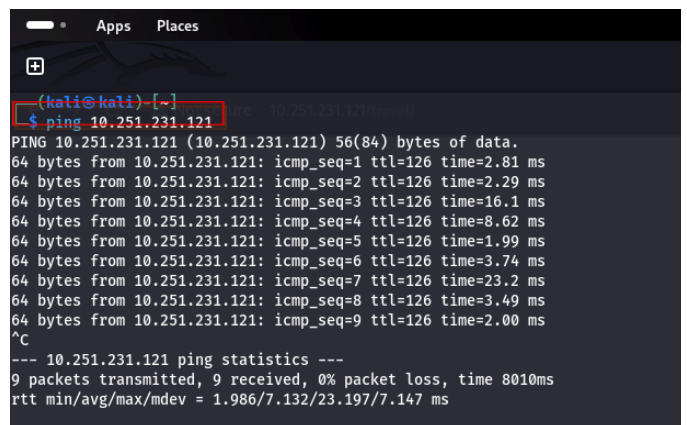 Apps Places
(kali㉿kali)-[~]
$ ping 10.251.231.121
PING 10.251.231.121 (10.251.231.121) 56(84) bytes of data.
64 bytes from 10.251.231.121: icmp_seq=1 ttl=126 time=2.81 ms
64 bytes from 10.251.231.121: icmp_seq=2 ttl=126 time=2.29 ms
64 bytes from 10.251.231.121: icmp_seq=3 ttl=126 time=16.1 ms
64 bytes from 10.251.231.121: icmp_seq=4 ttl=126 time=8.62 ms
64 bytes from 10.251.231.121: icmp_seq=5 ttl=126 time=1.99 ms
64 bytes from 10.251.231.121: icmp_seq=6 ttl=126 time=3.74 ms
64 bytes from 10.251.231.121: icmp_seq=7 ttl=126 time=23.2 ms
64 bytes from 10.251.231.121: icmp_seq=8 ttl=126 time=3.49 ms
64 bytes from 10.251.231.121: icmp_seq=9 ttl=126 time=2.00 ms
^C
--- 10.251.231.121 ping statistics ---
9 packets transmitted, 9 received, 0% packet loss, time 8010ms
rtt min/avg/max/mdev = 1.986/7.132/23.197/7.147 ms